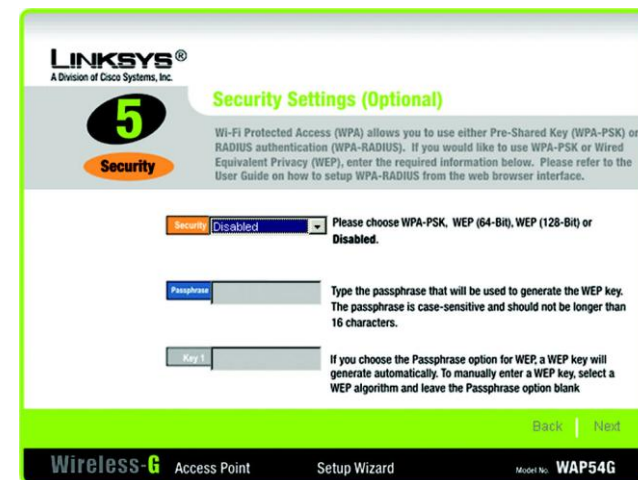 LINKSYS®
A Division of Cisco Systems, Inc.
5
Security
Security Settings (Optional)
Wi-Fi Protected Access (WPA) allows you to use either Pre-Shared Key (WPA-PSK) or
RADIUS authentication (WPA-RADIUS). If you would like to use WPA-PSK or Wired
Equivalent Privacy (WEP), enter the required information below. Please refer to the
User Guide on how to setup WPA-RADIUS from the web browser interface.
Security Disabled
Please choose WPA-PSK, WEP (64-Bit), WEP (128-Bit) or
Disabled.
Passphrase
Type the passphrase that will be used to generate the WEP key.
The passphrase is case-sensitive and should not be longer than
16 characters.
Key 1
If you choose the Passphrase option for WEP, a WEP key will
generate automatically. To manually enter a WEP key, select a
WEP algorithm and leave the Passphrase option blank
Back Next
Wireless-G Access Point Setup Wizard Model No. WAP54G